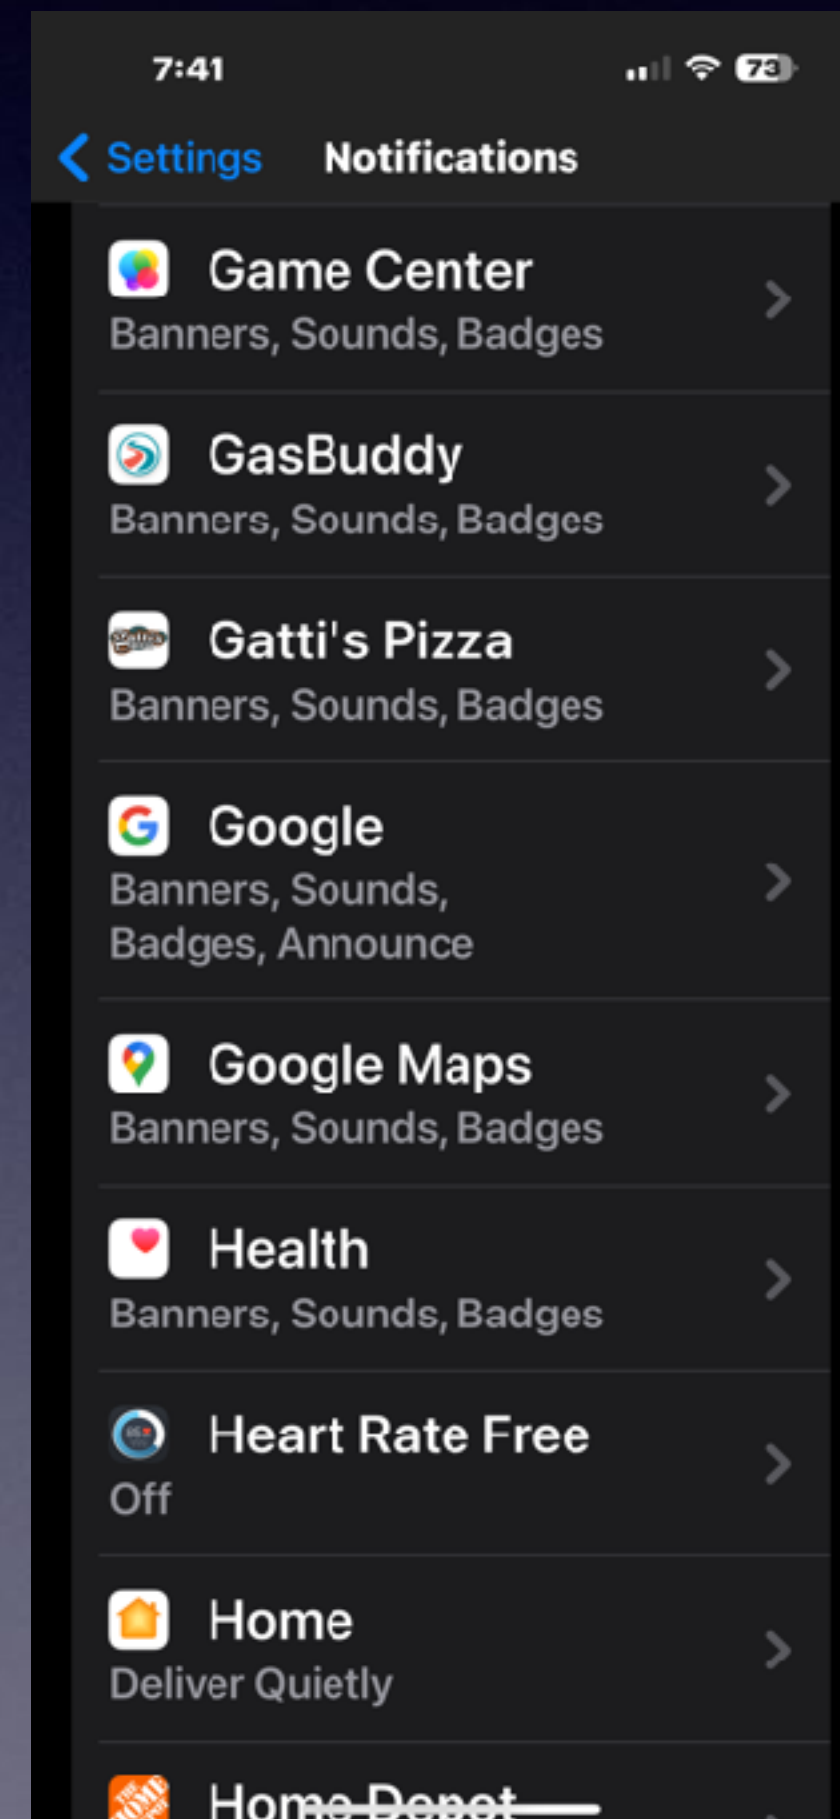 7:41
73
Settings
Notifications
Game Center
Banners, Sounds, Badges
GasBuddy
Banners, Sounds, Badges
Gatti's Pizza
Banners, Sounds, Badges
Google
Banners, Sounds,
Badges, Announce
Google Maps
Banners, Sounds, Badges
Health
Banners, Sounds, Badges
Heart Rate Free
Off
Home
Deliver Quietly
THE
HOME
Home Depot